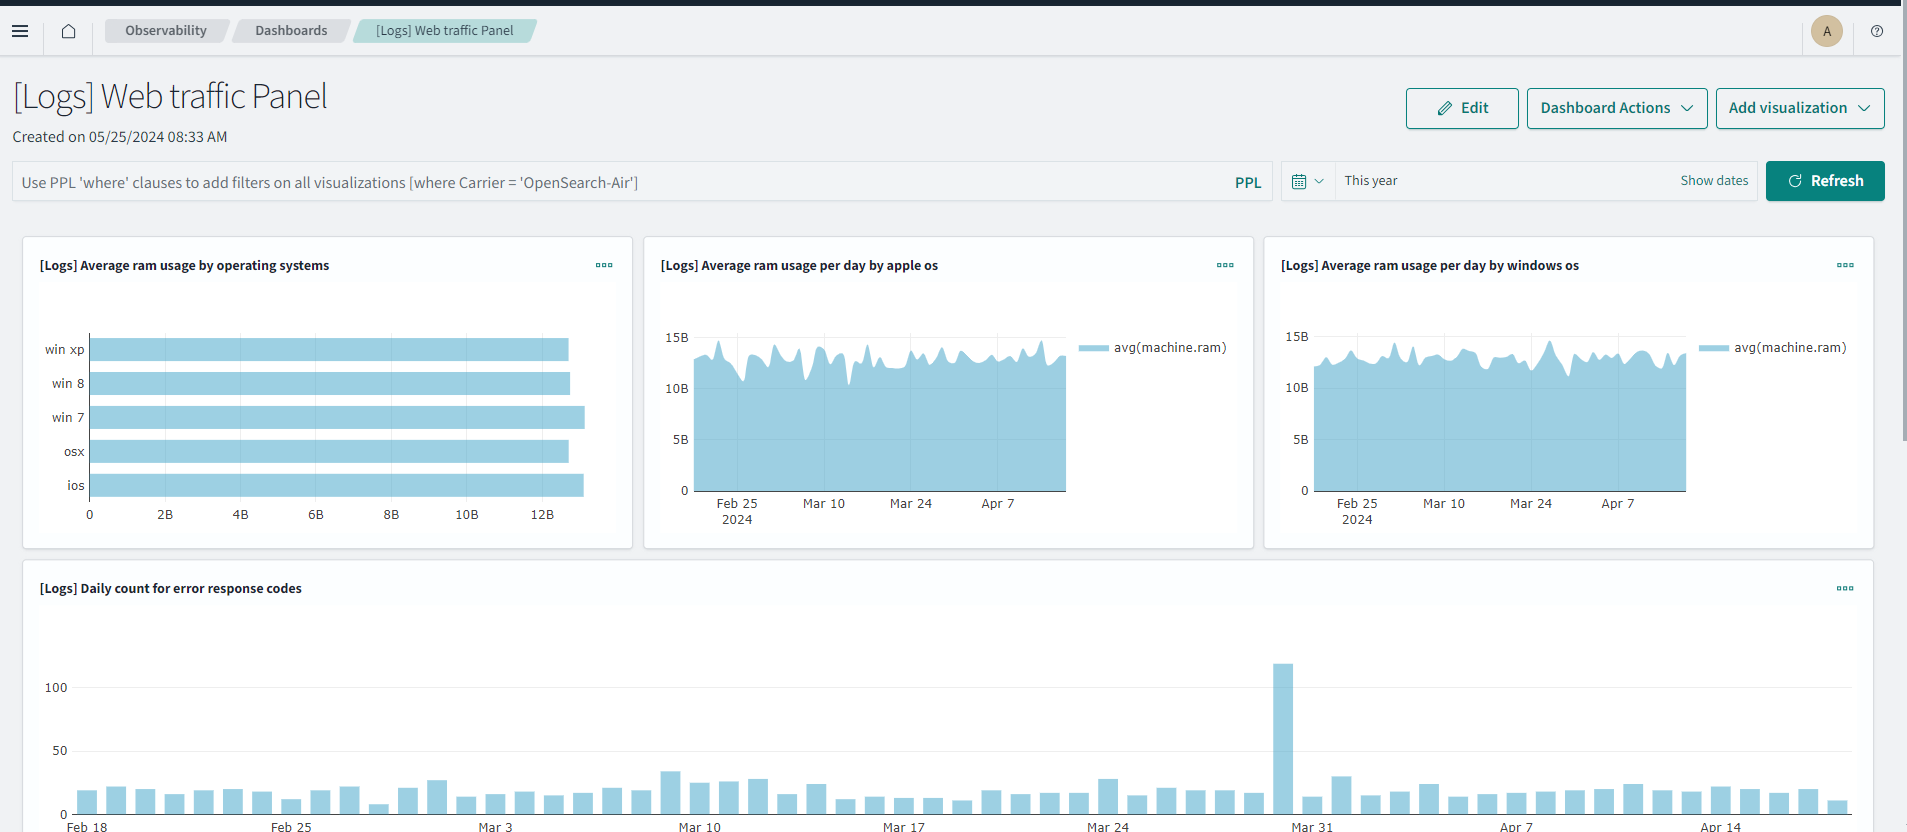 Observability
Dashboards
[Logs] Web traffic Panel
A
[Logs] Web traffic Panel
Created on 05/25/2024 08:33 AM
Edit
Dashboard Actions
Add visualization
Use PPL 'where' clauses to add filters on all visualizations [where Carrier = 'OpenSearch-Air']
PPL
This year
Show dates
Refresh
[Logs] Average ram usage by operating systems
win xp
win 8
win 7
osx
ios
0 2B 4B 6B 8B 10B 12B
[Logs] Average ram usage per day by apple os
15B
10B
5B
0
Feb 25 Mar 10 Mar 24 Apr 7
2024
avg(machine.ram)
[Logs] Average ram usage per day by windows os
15B
10B
5B
0
Feb 25 Mar 10 Mar 24 Apr 7
2024
avg(machine.ram)
[Logs] Daily count for error response codes
100
50
0
Feb 18 Feb 25 Mar 3 Mar 10 Mar 17 Mar 24 Mar 31 Apr 7 Apr 14